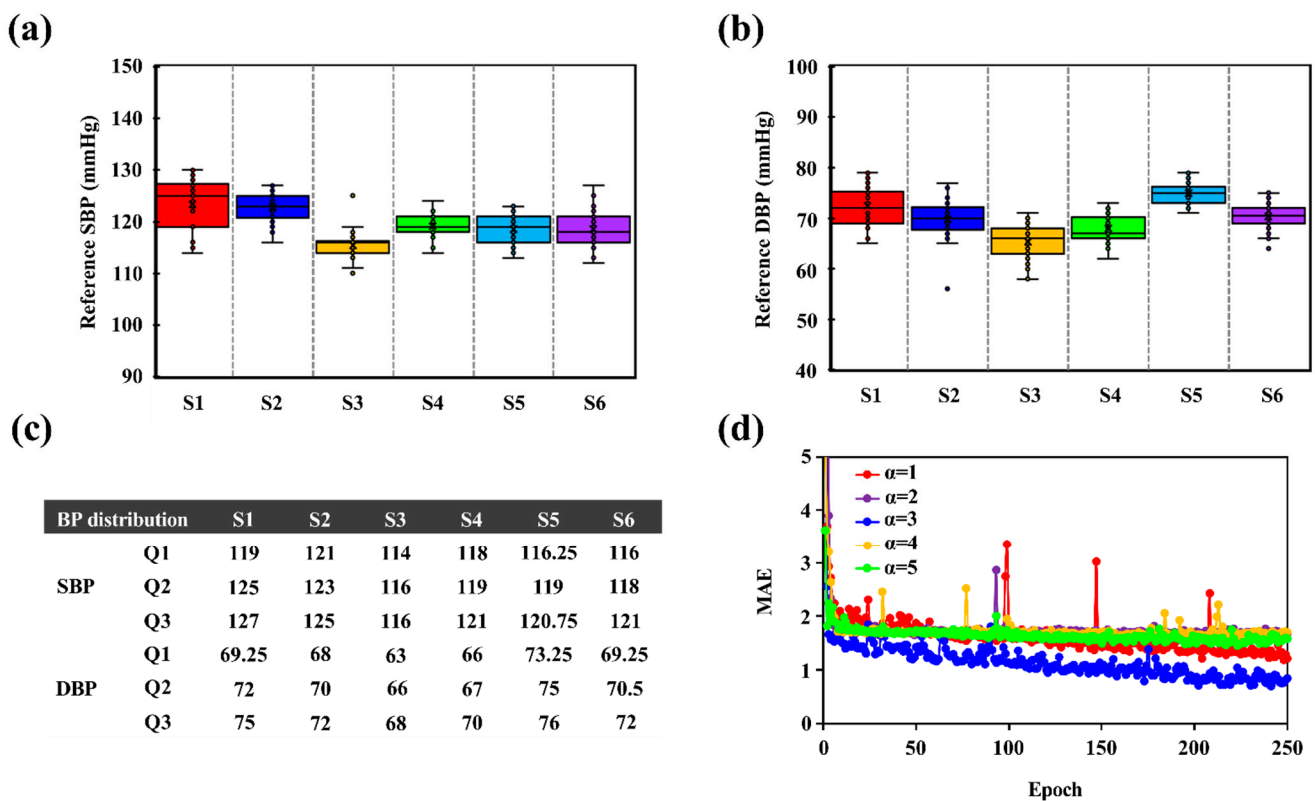 (a)
Reference SBP (mmHg)
150
140
130
120
110
100
90
S1 S2 S3 S4 S5 S6
(b)
Reference DBP (mmHg)
100
90
80
70
60
50
40
S1 S2 S3 S4 S5 S6
(c)
BP distribution S1 S2 S3 S4 S5 S6
Q1 119 121 114 118 116.25 116
SBP Q2 125 123 116 119 119 118
Q3 127 125 116 121 120.75 121
Q1 69.25 68 63 66 73.25 69.25
DBP Q2 72 70 66 67 75 70.5
Q3 75 72 68 70 76 72
(d)
MAE
5
4
3
2
1
0
α=1
α=2
α=3
α=4
α=5
0 50 100 150 200 250
Epoch